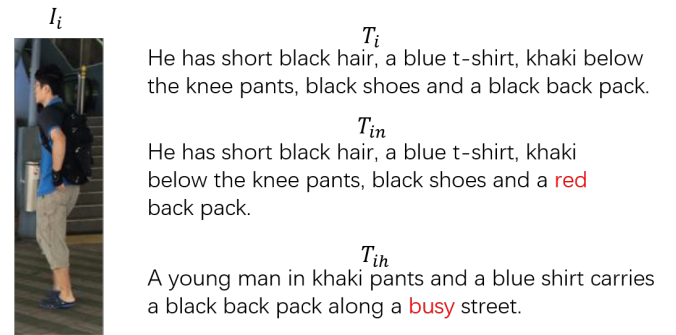 I_i
T_i
He has short black hair, a blue t-shirt, khaki below
the knee pants, black shoes and a black back pack.
T_in
He has short black hair, a blue t-shirt, khaki
below the knee pants, black shoes and a red
back pack.
T_ih
A young man in khaki pants and a blue shirt carries
a black back pack along a busy street.